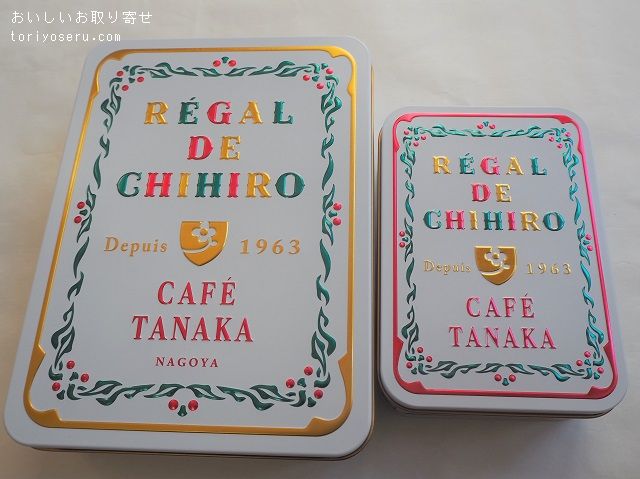 おいしいお取り寄せ
toriyoseru.com
RÉGAL
DE
CHIHIRO
Depuis 1963
CAFÉ
TANAKA
NAGOYA
RÉGAL
DE
CHIHIRO
Depuis 1963
CAFÉ
TANAKA